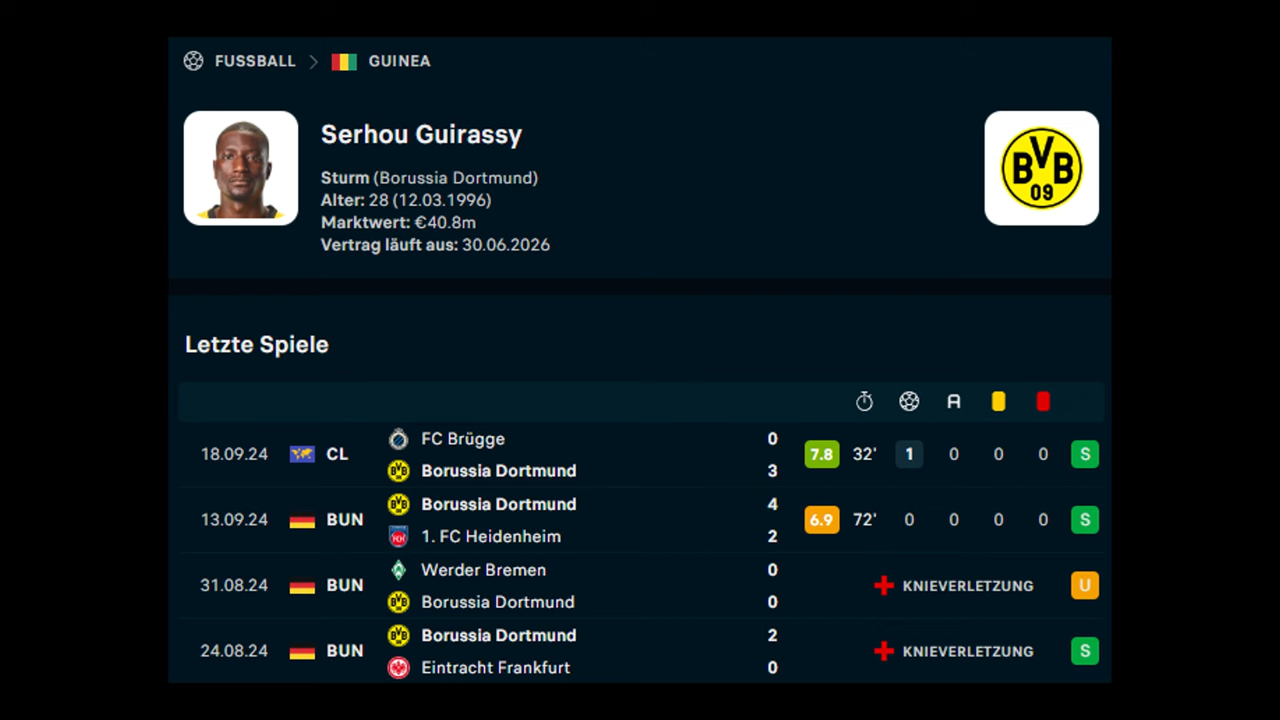 FUSSBALL > GUINEA
Serhou Guirassy
Sturm (Borussia Dortmund)
Alter: 28 (12.03.1996)
Marktwert: €40.8m
Vertrag läuft aus: 30.06.2026
BVB
09
Letzte Spiele
A
18.09.24 CL FC Brügge 0 7.8 32' 1 0 0 0 S
Borussia Dortmund 3
13.09.24 BUN Borussia Dortmund 4 6.9 72' 0 0 0 0 S
1. FC Heidenheim 2
31.08.24 BUN Werder Bremen 0 KNIEVERLETZUNG U
Borussia Dortmund 0
24.08.24 BUN Borussia Dortmund 2 KNIEVERLETZUNG S
Eintracht Frankfurt 0